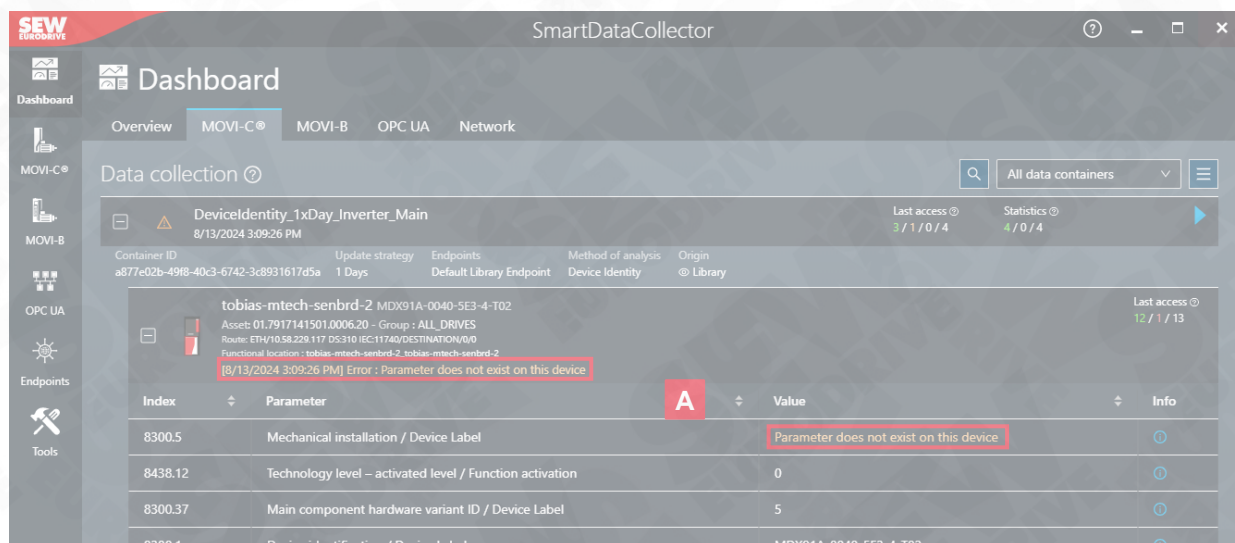 SEW
EURODRIVE
SmartDataCollector
Dashboard
Dashboard
Overview MOVI-C® MOVI-B OPC UA Network
MOVI-C®
Data collection
All data containers
DeviceIdentity_1xDay_Inverter_Main
8/13/2024 3:09:26 PM
Last access Statistics
3 / 1 / 0 / 4 4 / 0 / 4
MOVI-B
Container ID Update strategy Endpoints Method of analysis Origin
a877e02b-49f8-40c3-6742-3c8931617d5a 1 Days Default Library Endpoint Device Identity Library
OPC UA
tobias-mtech-senbrd-2 MDX91A-0040-5E3-4-T02
Asset: 01.7917141501.0006.20 - Group : ALL_DRIVES
Route: ETH/10.58.229.117 DS:310 IEC:11740/DESTINATION/0/0
Functional location : tobias-mtech-senbrd-2_tobias-mtech-senbrd-2
[8/13/2024 3:09:26 PM] Error : Parameter does not exist on this device
Last access
12 / 1 / 13
Endpoints
Index Parameter A Value Info
Tools
8300.5 Mechanical installation / Device Label Parameter does not exist on this device
8438.12 Technology level – activated level / Function activation 0
8300.37 Main component hardware variant ID / Device Label 5